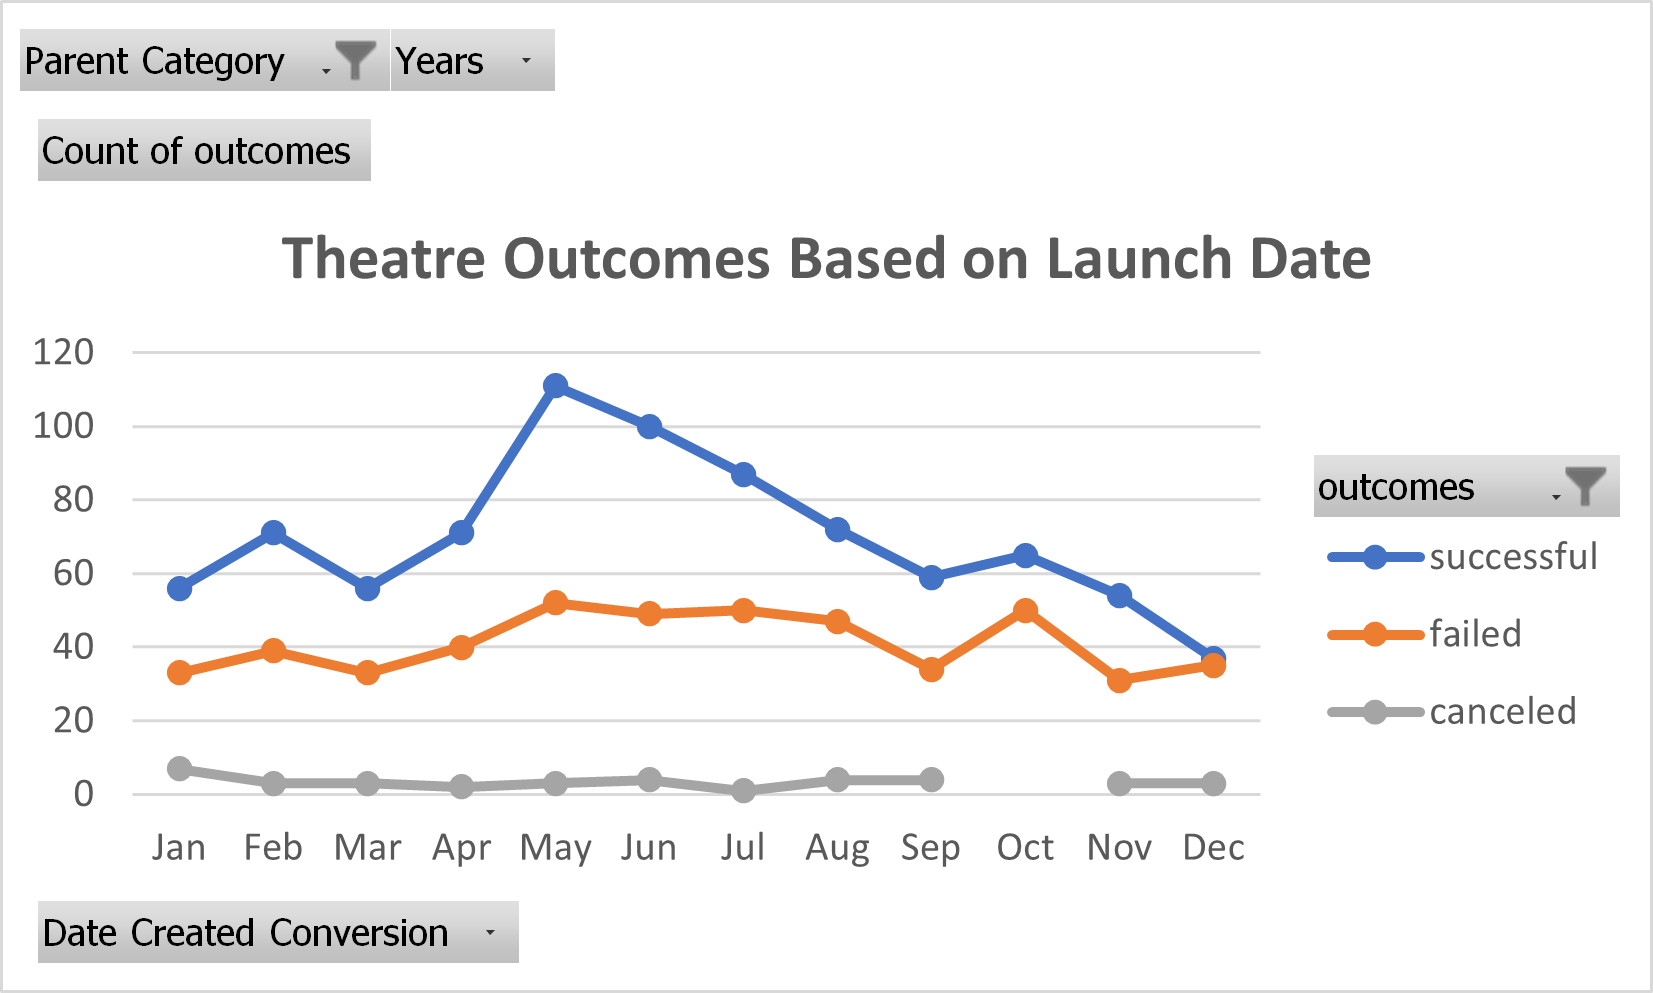 Parent Category Years
Count of outcomes
Theatre Outcomes Based on Launch Date
120
100
80
60
40
20
0
Jan Feb Mar Apr May Jun Jul Aug Sep Oct Nov Dec
outcomes
successful
failed
canceled
Date Created Conversion